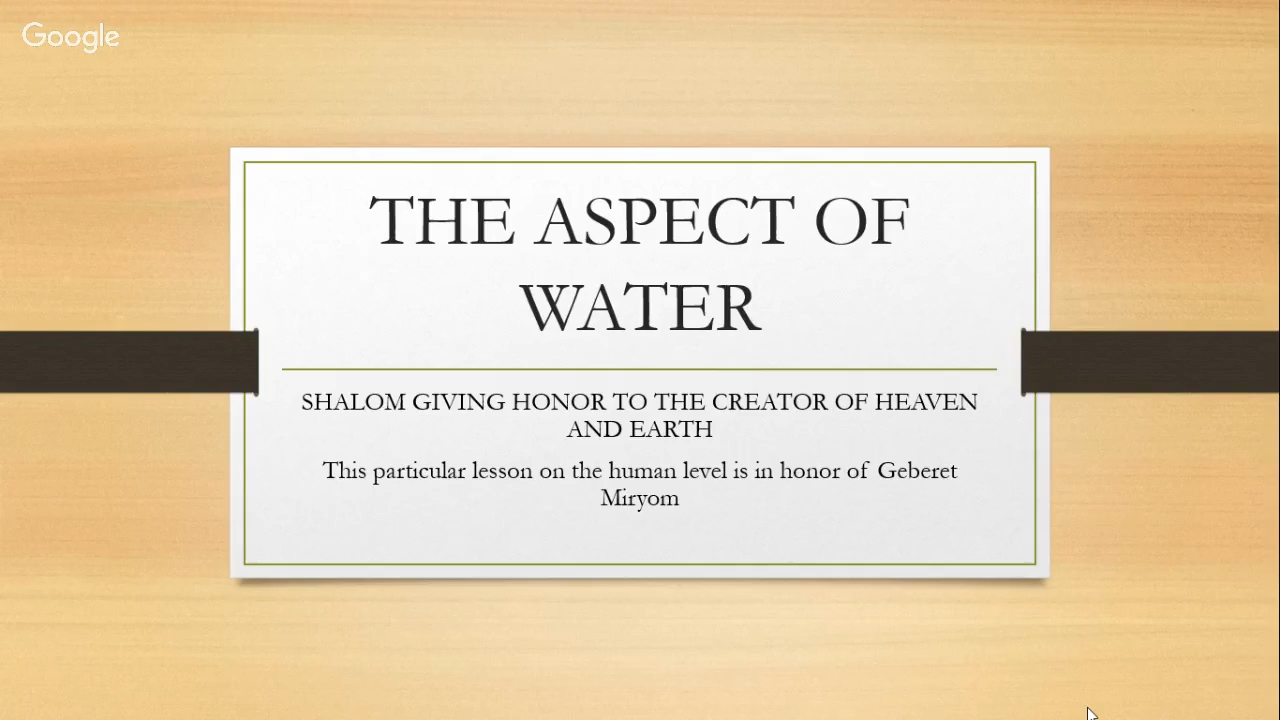 Google
THE ASPECT OF
WATER
SHALOM GIVING HONOR TO THE CREATOR OF HEAVEN
AND EARTH
This particular lesson on the human level is in honor of Geberet
Miryom